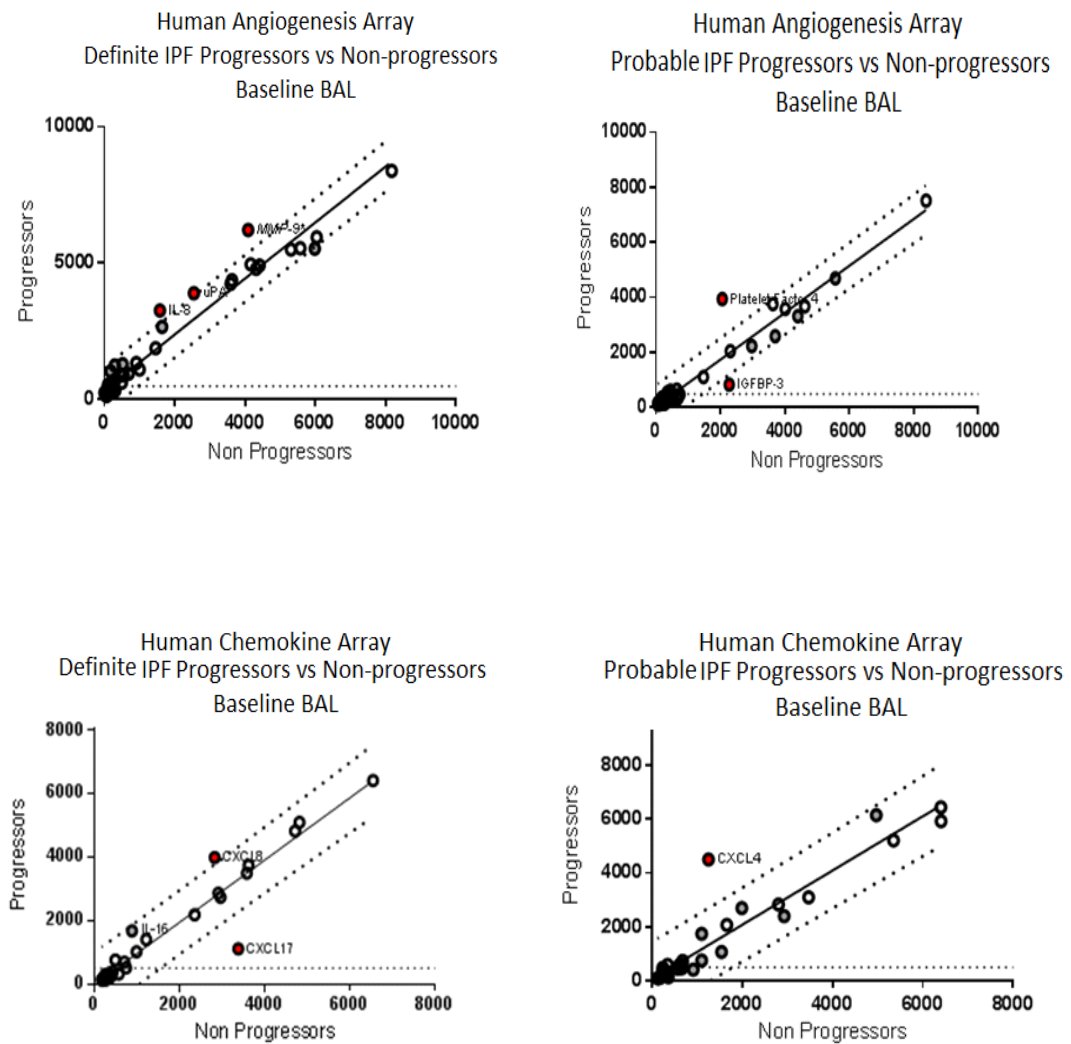 Human Angiogenesis Array
Definite IPF Progressors vs Non-progressors
Baseline BAL
10000
5000
0
Progressors
MMP-9*
uPA
IL-8
0 2000 4000 6000 8000 10000
Non Progressors
Human Angiogenesis Array
Probable IPF Progressors vs Non-progressors
Baseline BAL
10000
8000
6000
4000
2000
0
Progressors
Platelet Factor 4
IGFBP-3
0 2000 4000 6000 8000 10000
Non Progressors
Human Chemokine Array
Definite IPF Progressors vs Non-progressors
Baseline BAL
8000
6000
4000
2000
0
Progressors
CXCL8
IL-16
CXCL17
0 2000 4000 6000 8000
Non Progressors
Human Chemokine Array
Probable IPF Progressors vs Non-progressors
Baseline BAL
8000
6000
4000
2000
0
Progressors
CXCL4
0 2000 4000 6000 8000
Non Progressors